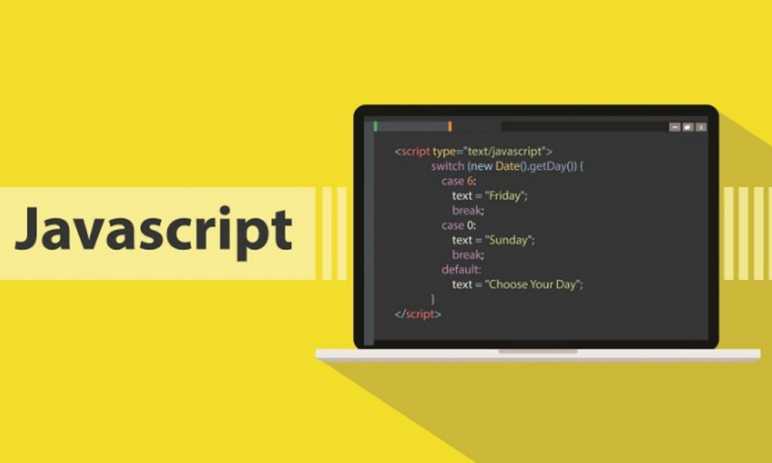 Javascript
<script type="text/javascript">
switch (new Date().getDay()) {
case 6:
text = "Friday";
break;
case 0:
text = "Sunday";
break;
default:
text = "Choose Your Day";
}
</script>